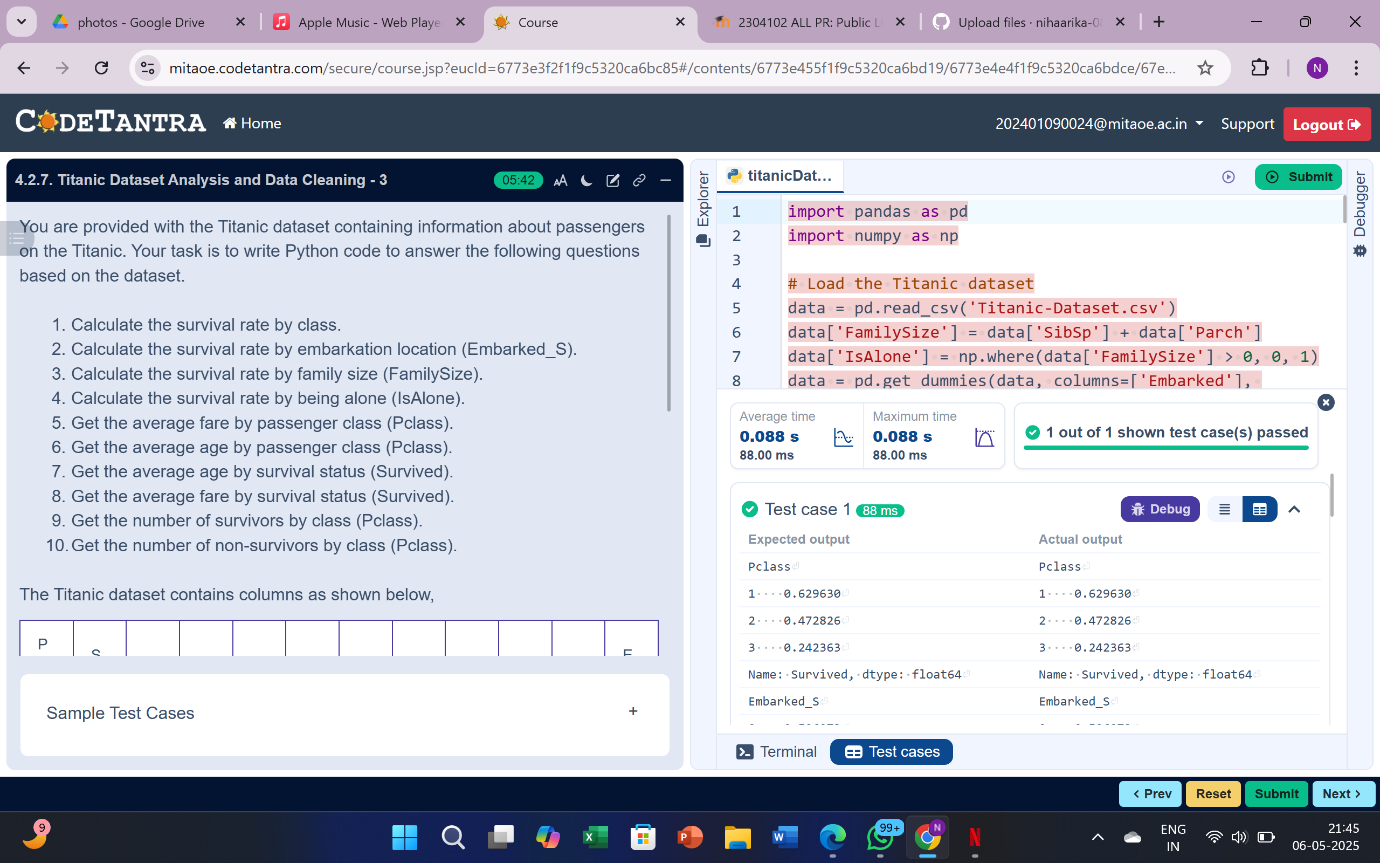 photos - Google Drive
Apple Music - Web Playe
Course
2304102 ALL PR: Public L
Upload files · nihaarika-0
mitaoe.codetantra.com/secure/course.jsp?eucId=6773e3f2f1f9c5320ca6bc85#/contents/6773e455f1f9c5320ca6bd19/6773e4e4f1f9c5320ca6bdce/67e...
N
CODETANTRA
Home
202401090024@mitaoe.ac.in
Support
Logout
4.2.7. Titanic Dataset Analysis and Data Cleaning - 3
05:42
AA
You are provided with the Titanic dataset containing information about passengers
on the Titanic. Your task is to write Python code to answer the following questions
based on the dataset.
1. Calculate the survival rate by class.
2. Calculate the survival rate by embarkation location (Embarked_S).
3. Calculate the survival rate by family size (FamilySize).
4. Calculate the survival rate by being alone (IsAlone).
5. Get the average fare by passenger class (Pclass).
6. Get the average age by passenger class (Pclass).
7. Get the average age by survival status (Survived).
8. Get the average fare by survival status (Survived).
9. Get the number of survivors by class (Pclass).
10. Get the number of non-survivors by class (Pclass).
The Titanic dataset contains columns as shown below,
P
S
Sample Test Cases
+
Explorer
titanicDat...
Submit
Debugger
1 import pandas as pd
2 import numpy as np
3
4 # Load the Titanic dataset
5 data = pd.read_csv('Titanic-Dataset.csv')
6 data['FamilySize'] = data['SibSp'] + data['Parch']
7 data['IsAlone'] = np.where(data['FamilySize'] > 0, 0, 1)
8 data = pd.get_dummies(data, columns=['Embarked'],
Average time
0.088 s
88.00 ms
Maximum time
0.088 s
88.00 ms
1 out of 1 shown test case(s) passed
Test case 1 88 ms
Debug
Expected output Actual output
Pclass Pclass
1····0.629630 1····0.629630
2····0.472826 2····0.472826
3····0.242363 3····0.242363
Name:·Survived,·dtype:·float64 Name:·Survived,·dtype:·float64
Embarked_S Embarked_S
Terminal
Test cases
< Prev
Reset
Submit
Next >
9
99+
N
ENG
IN
21:45
06-05-2025